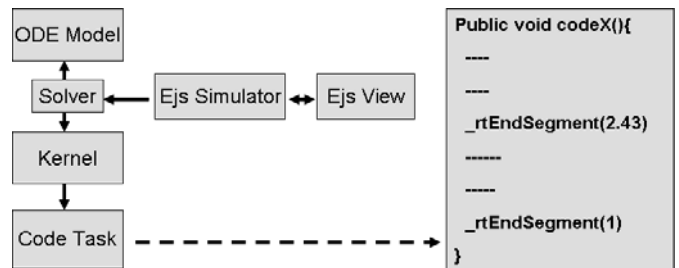 ODE Model
Solver
Ejs Simulator
Ejs View
Kernel
Code Task
Public void codeX(){
----
----
_rtEndSegment(2.43)
------
-----
_rtEndSegment(1)
}